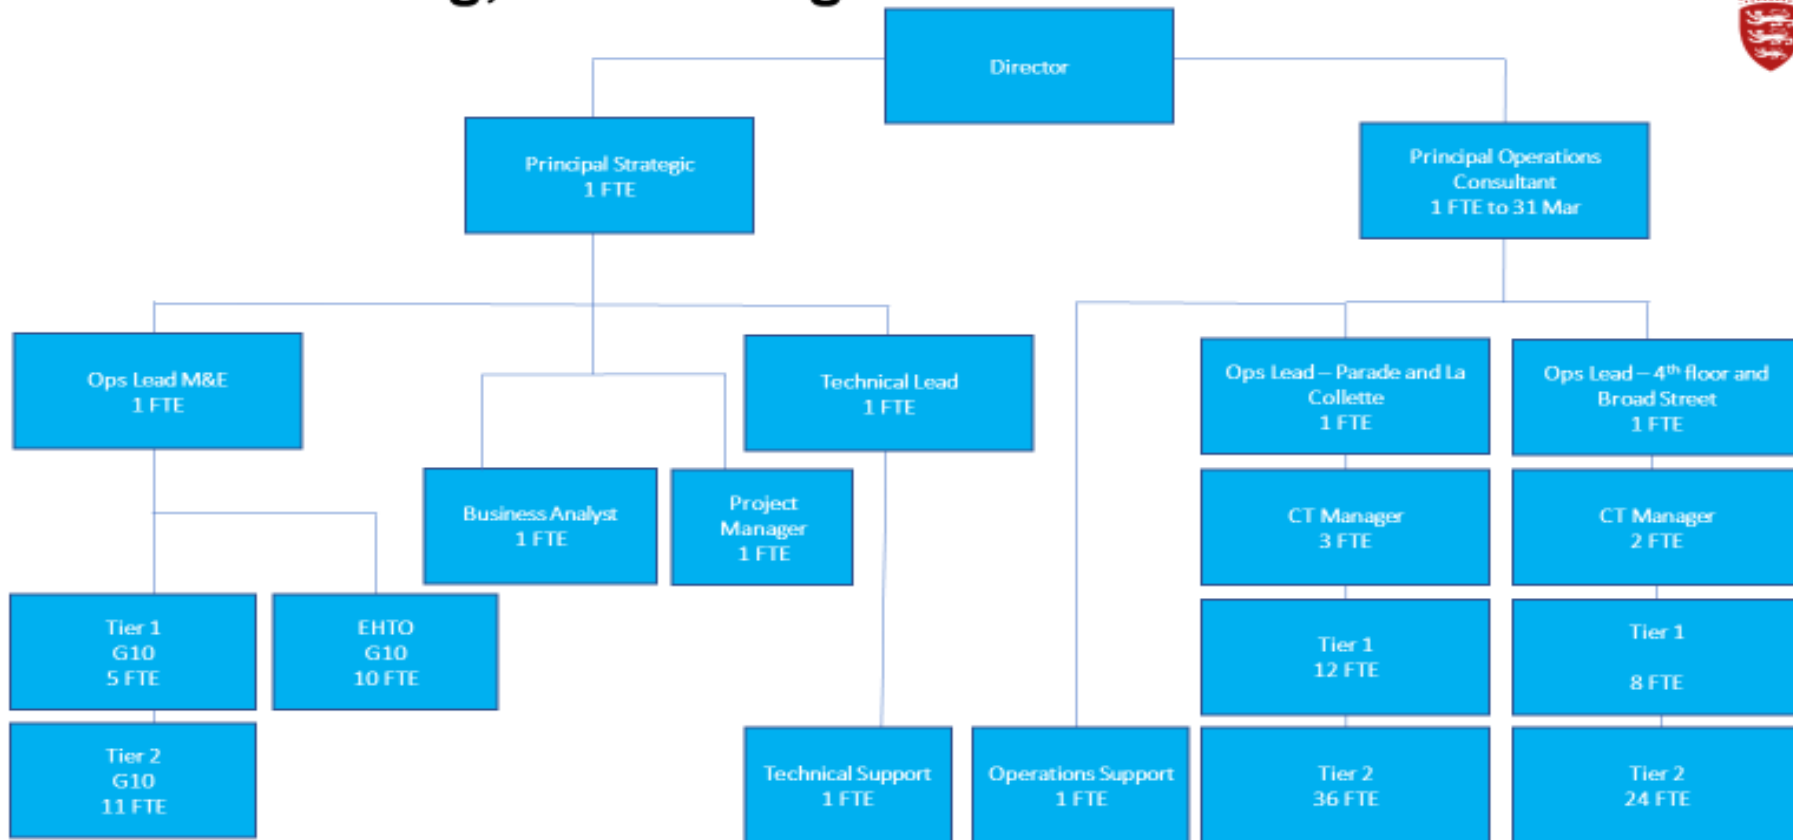 Director
Principal Strategic
1 FTE
Principal Operations
Consultant
1 FTE to 31 Mar
Ops Lead M&E
1 FTE
Technical Lead
1 FTE
Ops Lead – Parade and La
Collette
1 FTE
Ops Lead – 4th floor and
Broad Street
1 FTE
Business Analyst
1 FTE
Project
Manager
1 FTE
CT Manager
3 FTE
CT Manager
2 FTE
Tier 1
G10
5 FTE
EHTO
G10
10 FTE
Tier 1
12 FTE
Tier 1
8 FTE
Tier 2
G10
11 FTE
Technical Support
1 FTE
Operations Support
1 FTE
Tier 2
36 FTE
Tier 2
24 FTE